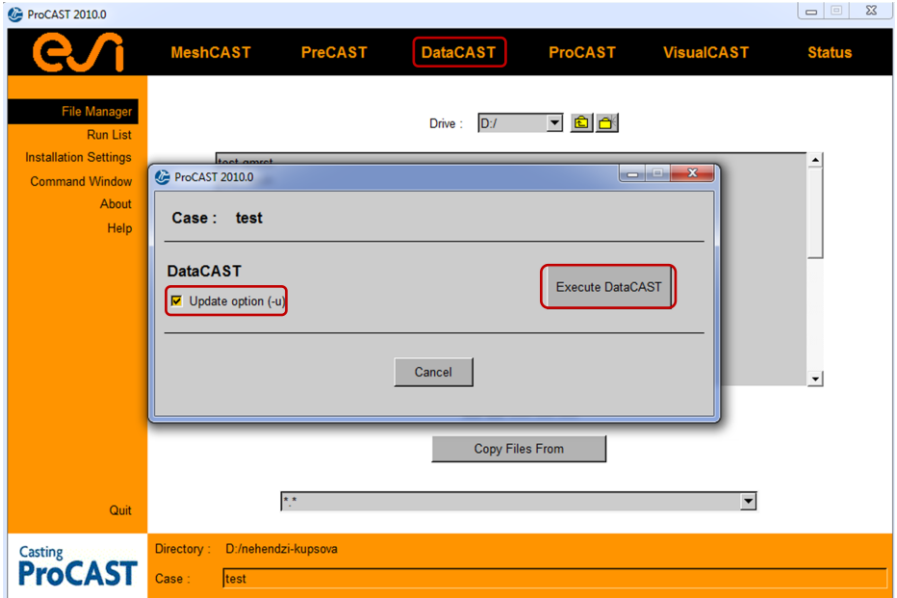 ProCAST 2010.0
esi
MeshCAST PreCAST DataCAST ProCAST VisualCAST Status
File Manager
Run List
Installation Settings
Command Window
About
Help
Quit
Drive : D:/
ProCAST 2010.0
Case : test
DataCAST
Update option (-u)
Execute DataCAST
Cancel
Copy Files From
*.*
Casting
ProCAST
Directory : D:/nehendzi-kupsova
Case : test